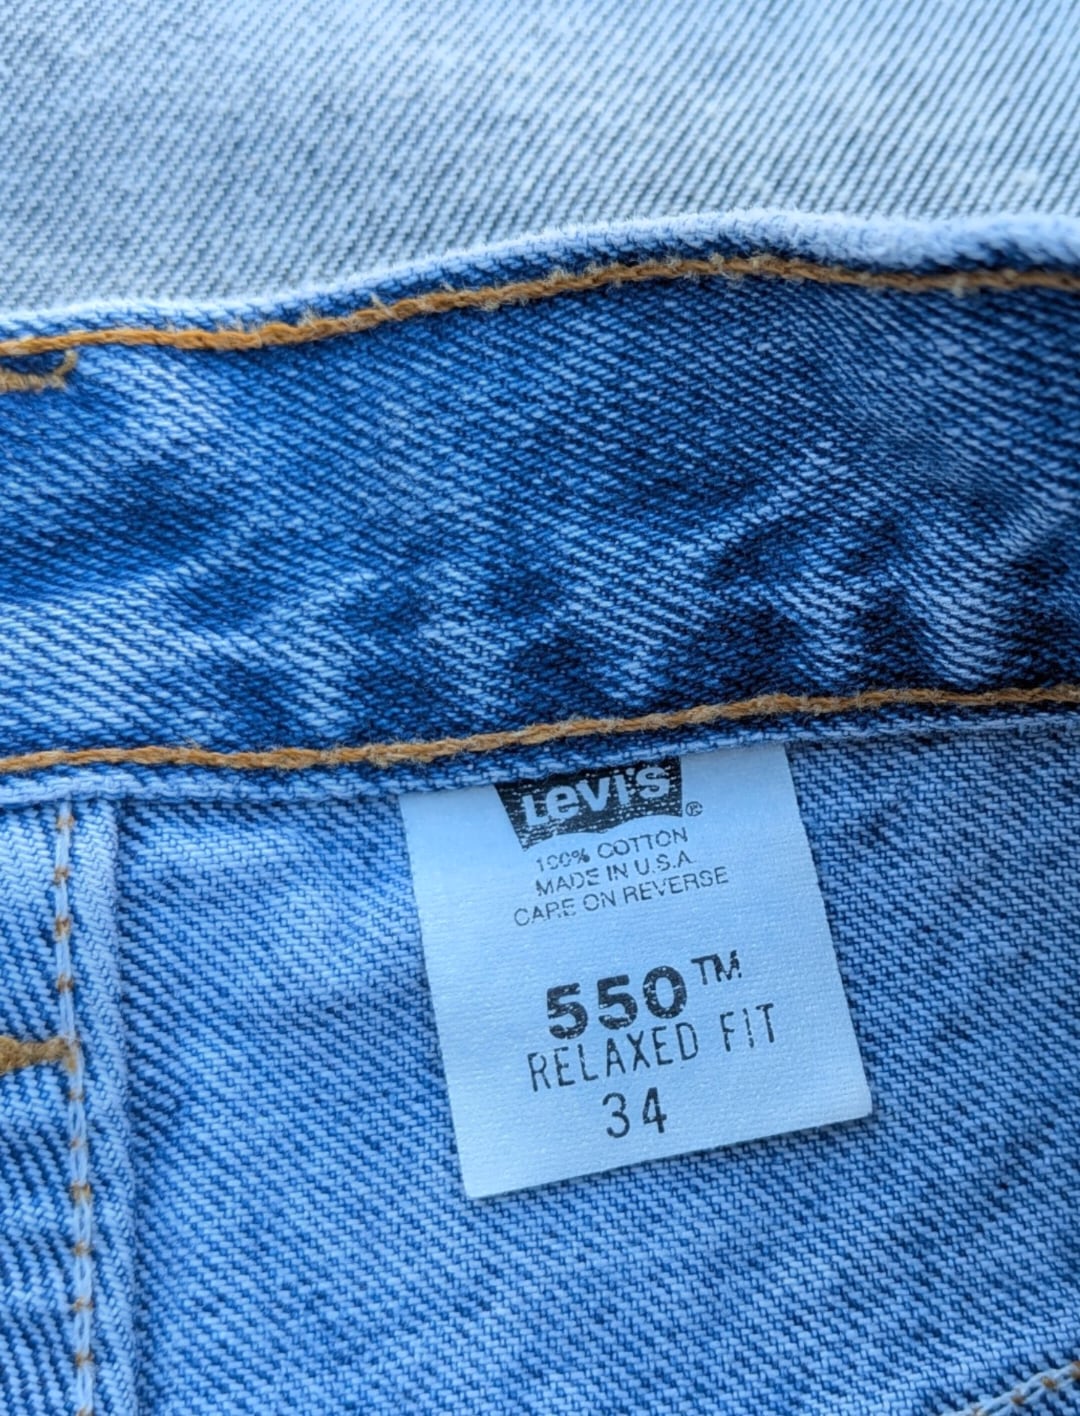 Levi's ®
100% COTTON
MADE IN U.S.A
CARE ON REVERSE
550™
RELAXED FIT
34